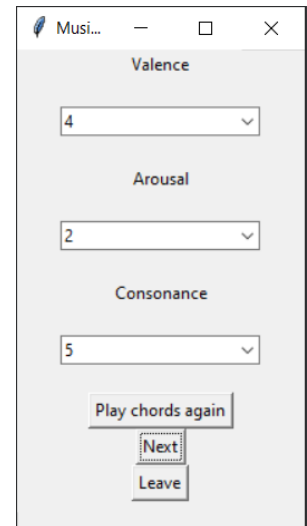 Musi...
Valence
4
Arousal
2
Consonance
5
Play chords again
Next
Leave